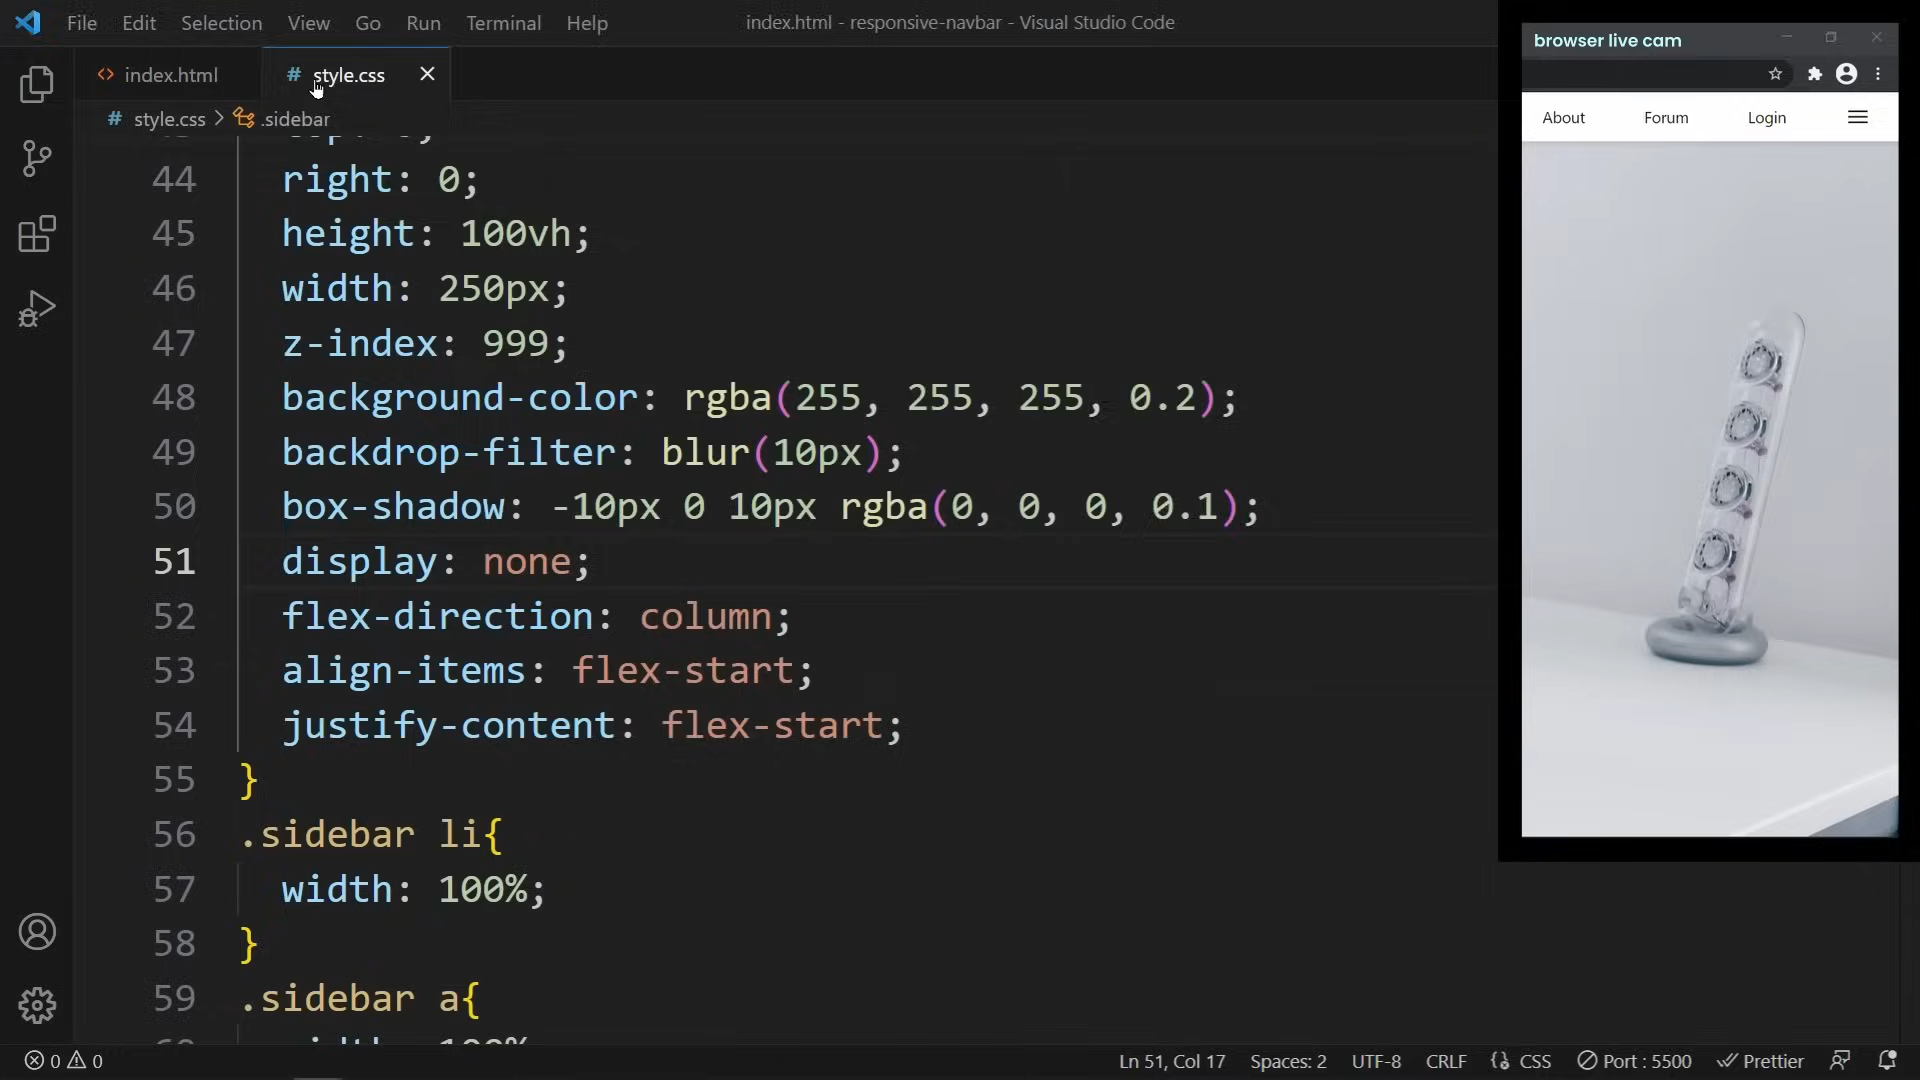 File Edit Selection View Go Run Terminal Help
index.html - responsive-navbar - Visual Studio Code
browser live cam
<> index.html # style.css
# style.css > .sidebar
About Forum Login
44 right: 0;
45 height: 100vh;
46 width: 250px;
47 z-index: 999;
48 background-color: rgba(255, 255, 255, 0.2);
49 backdrop-filter: blur(10px);
50 box-shadow: -10px 0 10px rgba(0, 0, 0, 0.1);
51 display: none;
52 flex-direction: column;
53 align-items: flex-start;
54 justify-content: flex-start;
55 }
56 .sidebar li{
57 width: 100%;
58 }
59 .sidebar a{
0 0 Ln 51, Col 17 Spaces: 2 UTF-8 CRLF {} CSS Port : 5500 Prettier